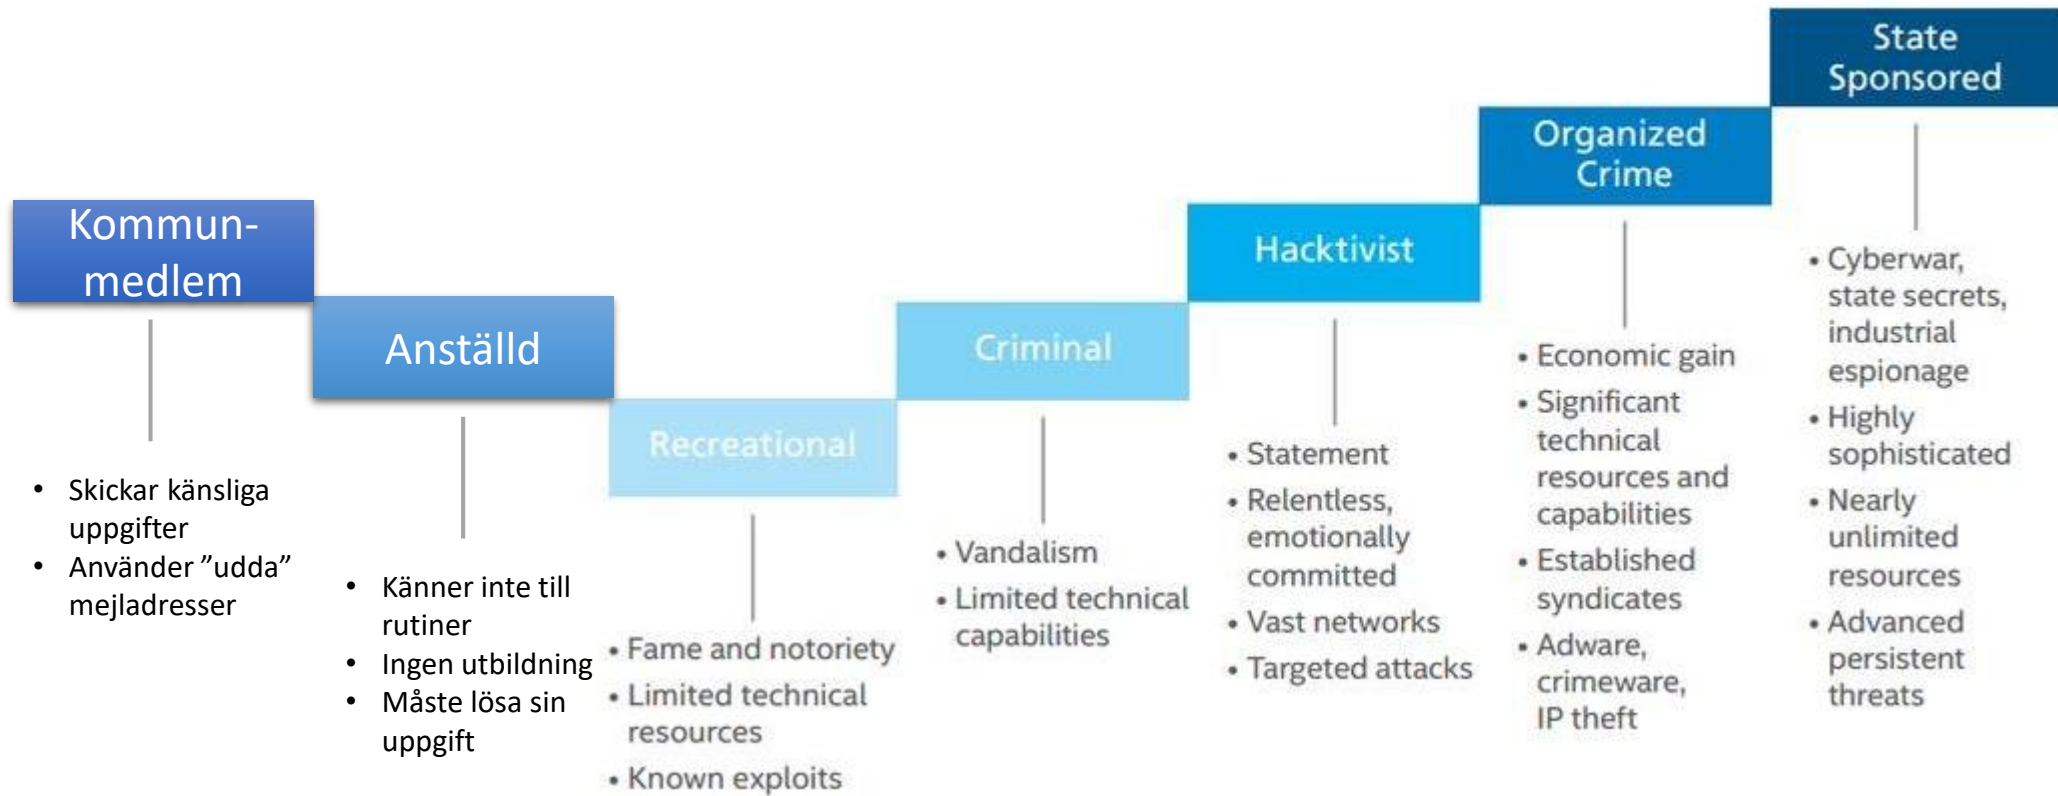 Kommun-
medlem
• Skickar känsliga
uppgifter
• Använder ”udda”
mejladresser
Anställd
• Känner inte till
rutiner
• Ingen utbildning
• Måste lösa sin
uppgift
Recreational
• Fame and notoriety
• Limited technical
resources
• Known exploits
Criminal
• Vandalism
• Limited technical
capabilities
Hacktivist
• Statement
• Relentless,
emotionally
committed
• Vast networks
• Targeted attacks
Organized
Crime
• Economic gain
• Significant
technical
resources and
capabilities
• Established
syndicates
• Adware,
crimeware,
IP theft
State
Sponsored
• Cyberwar,
state secrets,
industrial
espionage
• Highly
sophisticated
• Nearly
unlimited
resources
• Advanced
persistent
threats